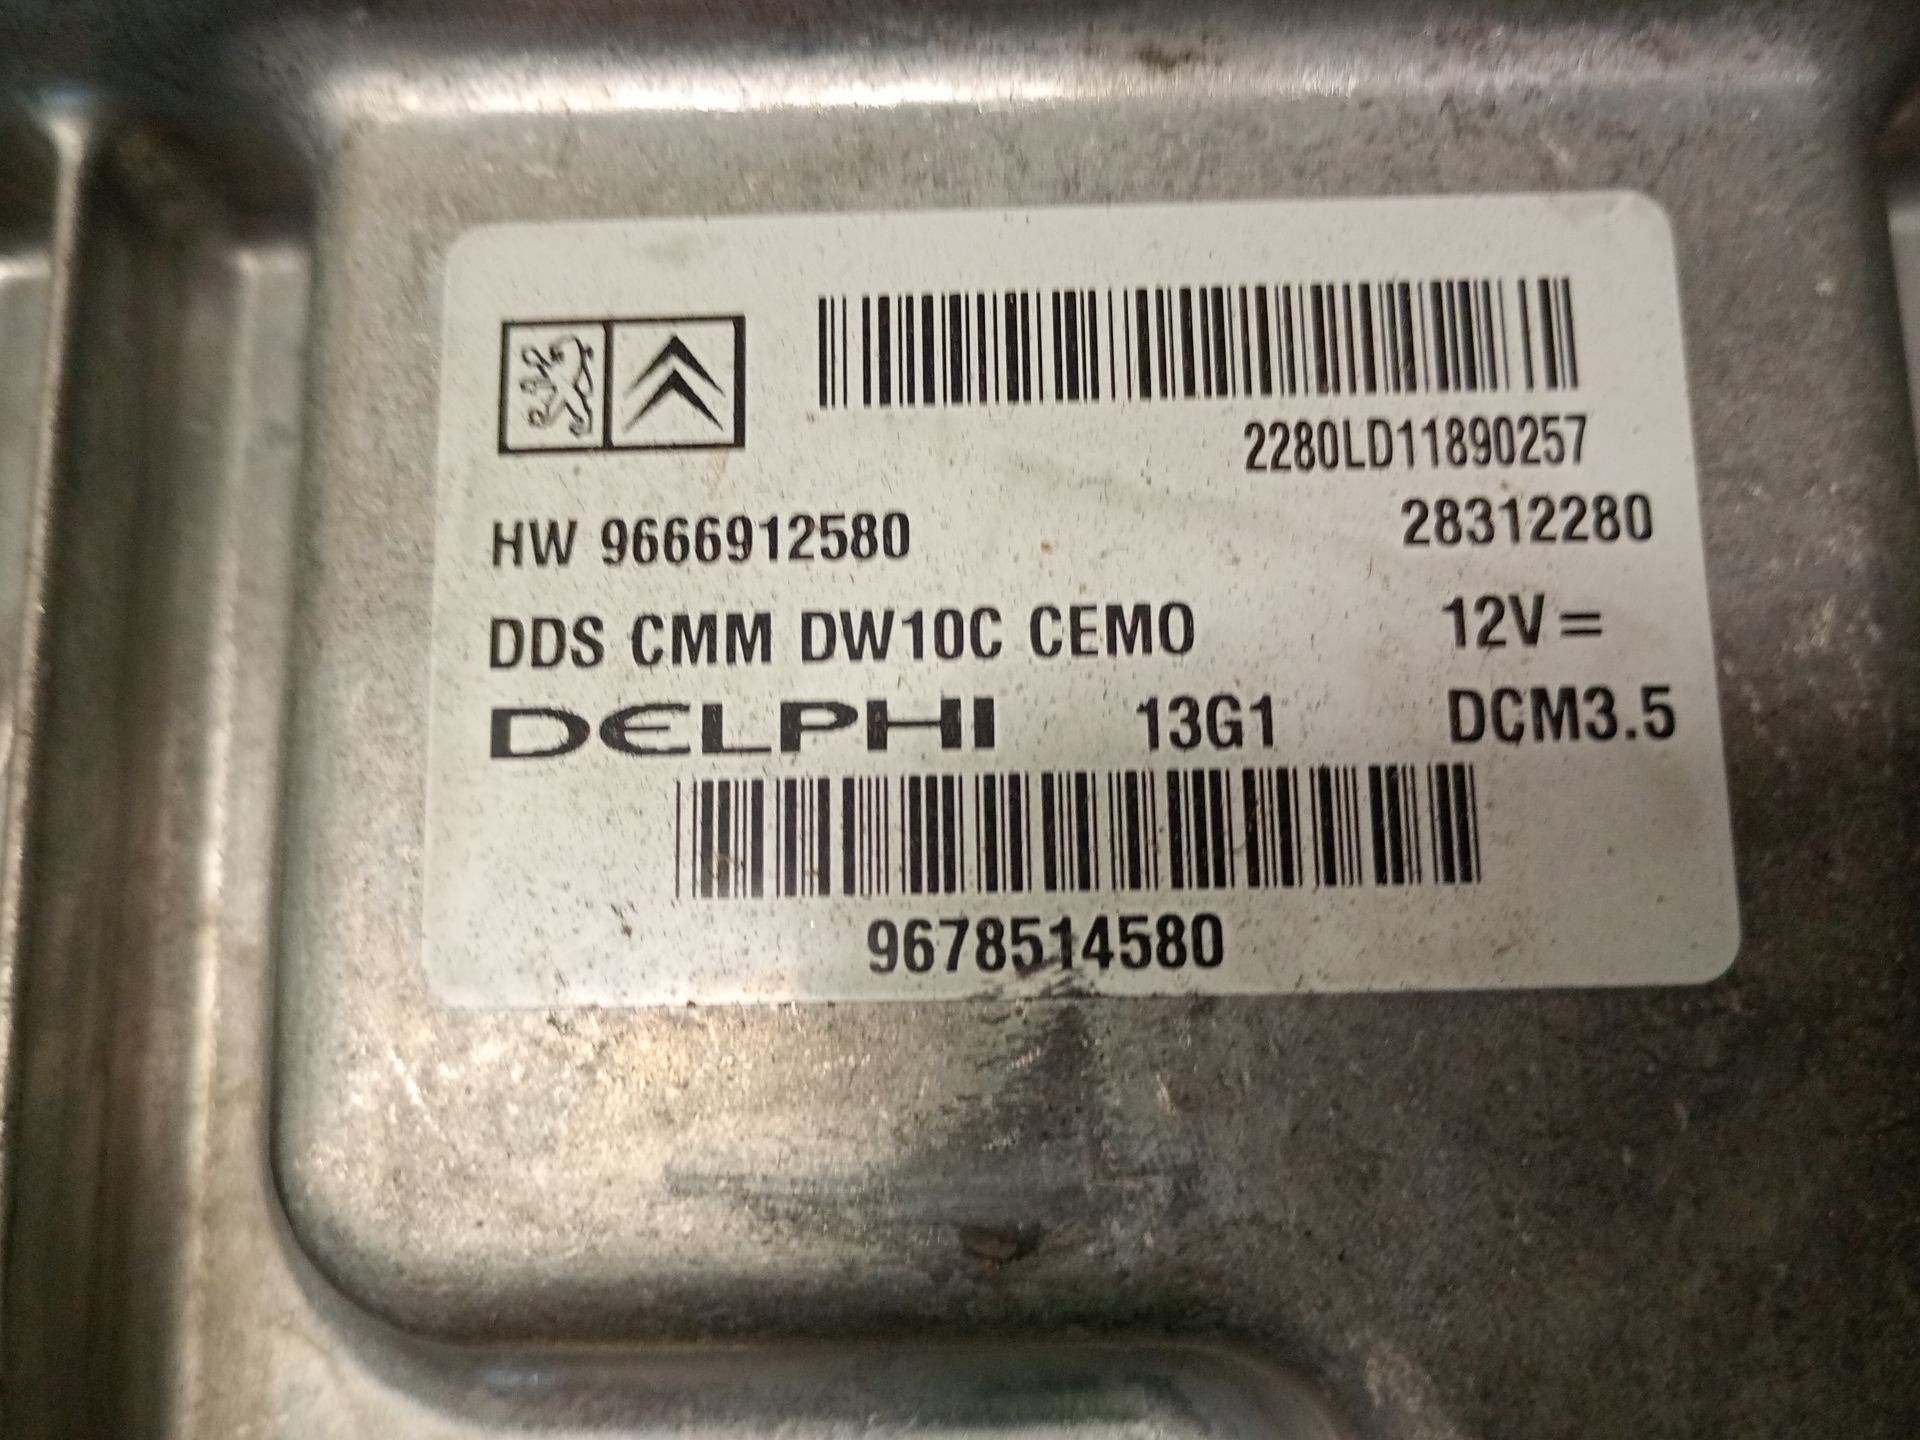 2280LD11890257
HW 9666912580 28312280
DDS CMM DW10C CEMO 12V=
DELPHI 13G1 DCM3.5
9678514580